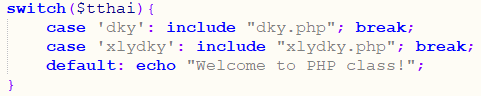 switch($tthai){
case 'dky': include "dky.php"; break;
case 'xlydky': include "xlydky.php"; break;
default: echo "Welcome to PHP class!";
}